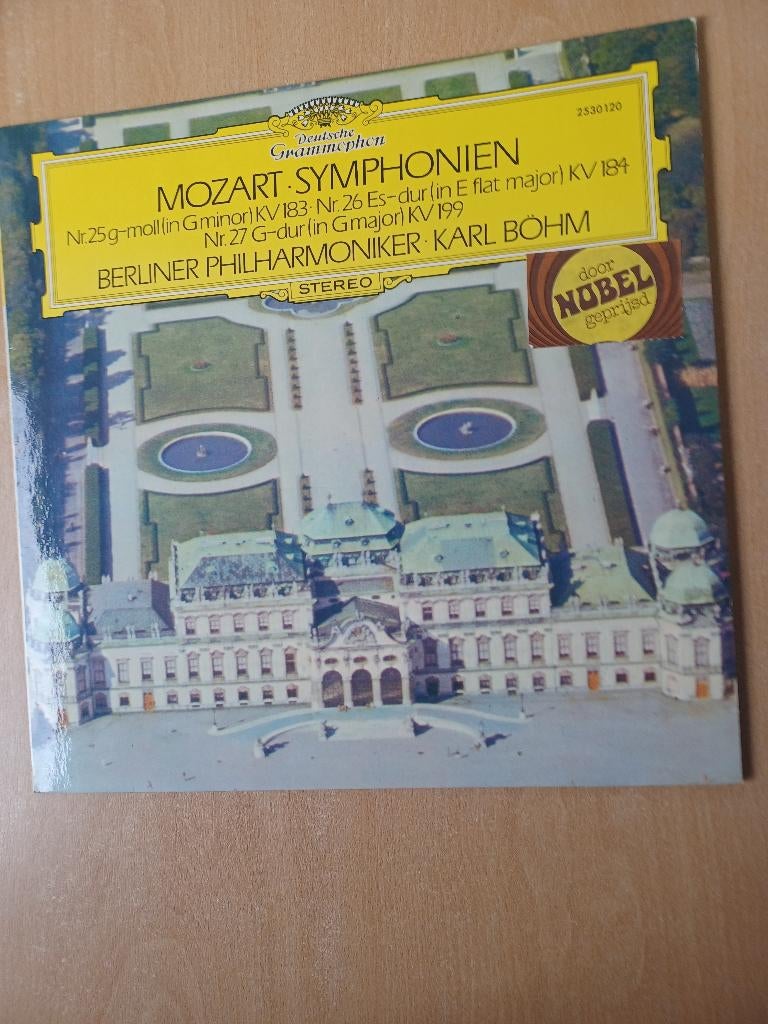 2530120
Deutsche
Grammophon
MOZART · SYMPHONIEN
Nr. 25 g-moll (in G minor) KV 183 · Nr. 26 Es-dur (in E flat major) KV 184
Nr. 27 G-dur (in G major) KV 199
BERLINER PHILHARMONIKER · KARL BÖHM
STEREO
door
NOBEL
geprijsd